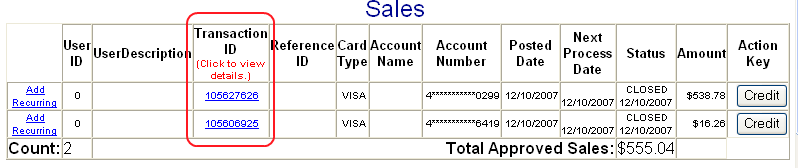 Sales
User ID UserDescription Transaction ID (Click to view details.) Reference ID Card Type Account Name Account Number Posted Date Next Process Date Status Amount Action Key
Add Recurring 0 105627626 VISA 4***********0299 12/10/2007 12/10/2007 CLOSED 12/10/2007 $538.78 Credit
Add Recurring 0 105606925 VISA 4***********6419 12/10/2007 12/10/2007 CLOSED 12/10/2007 $16.26 Credit
Count: 2 Total Approved Sales: $555.04